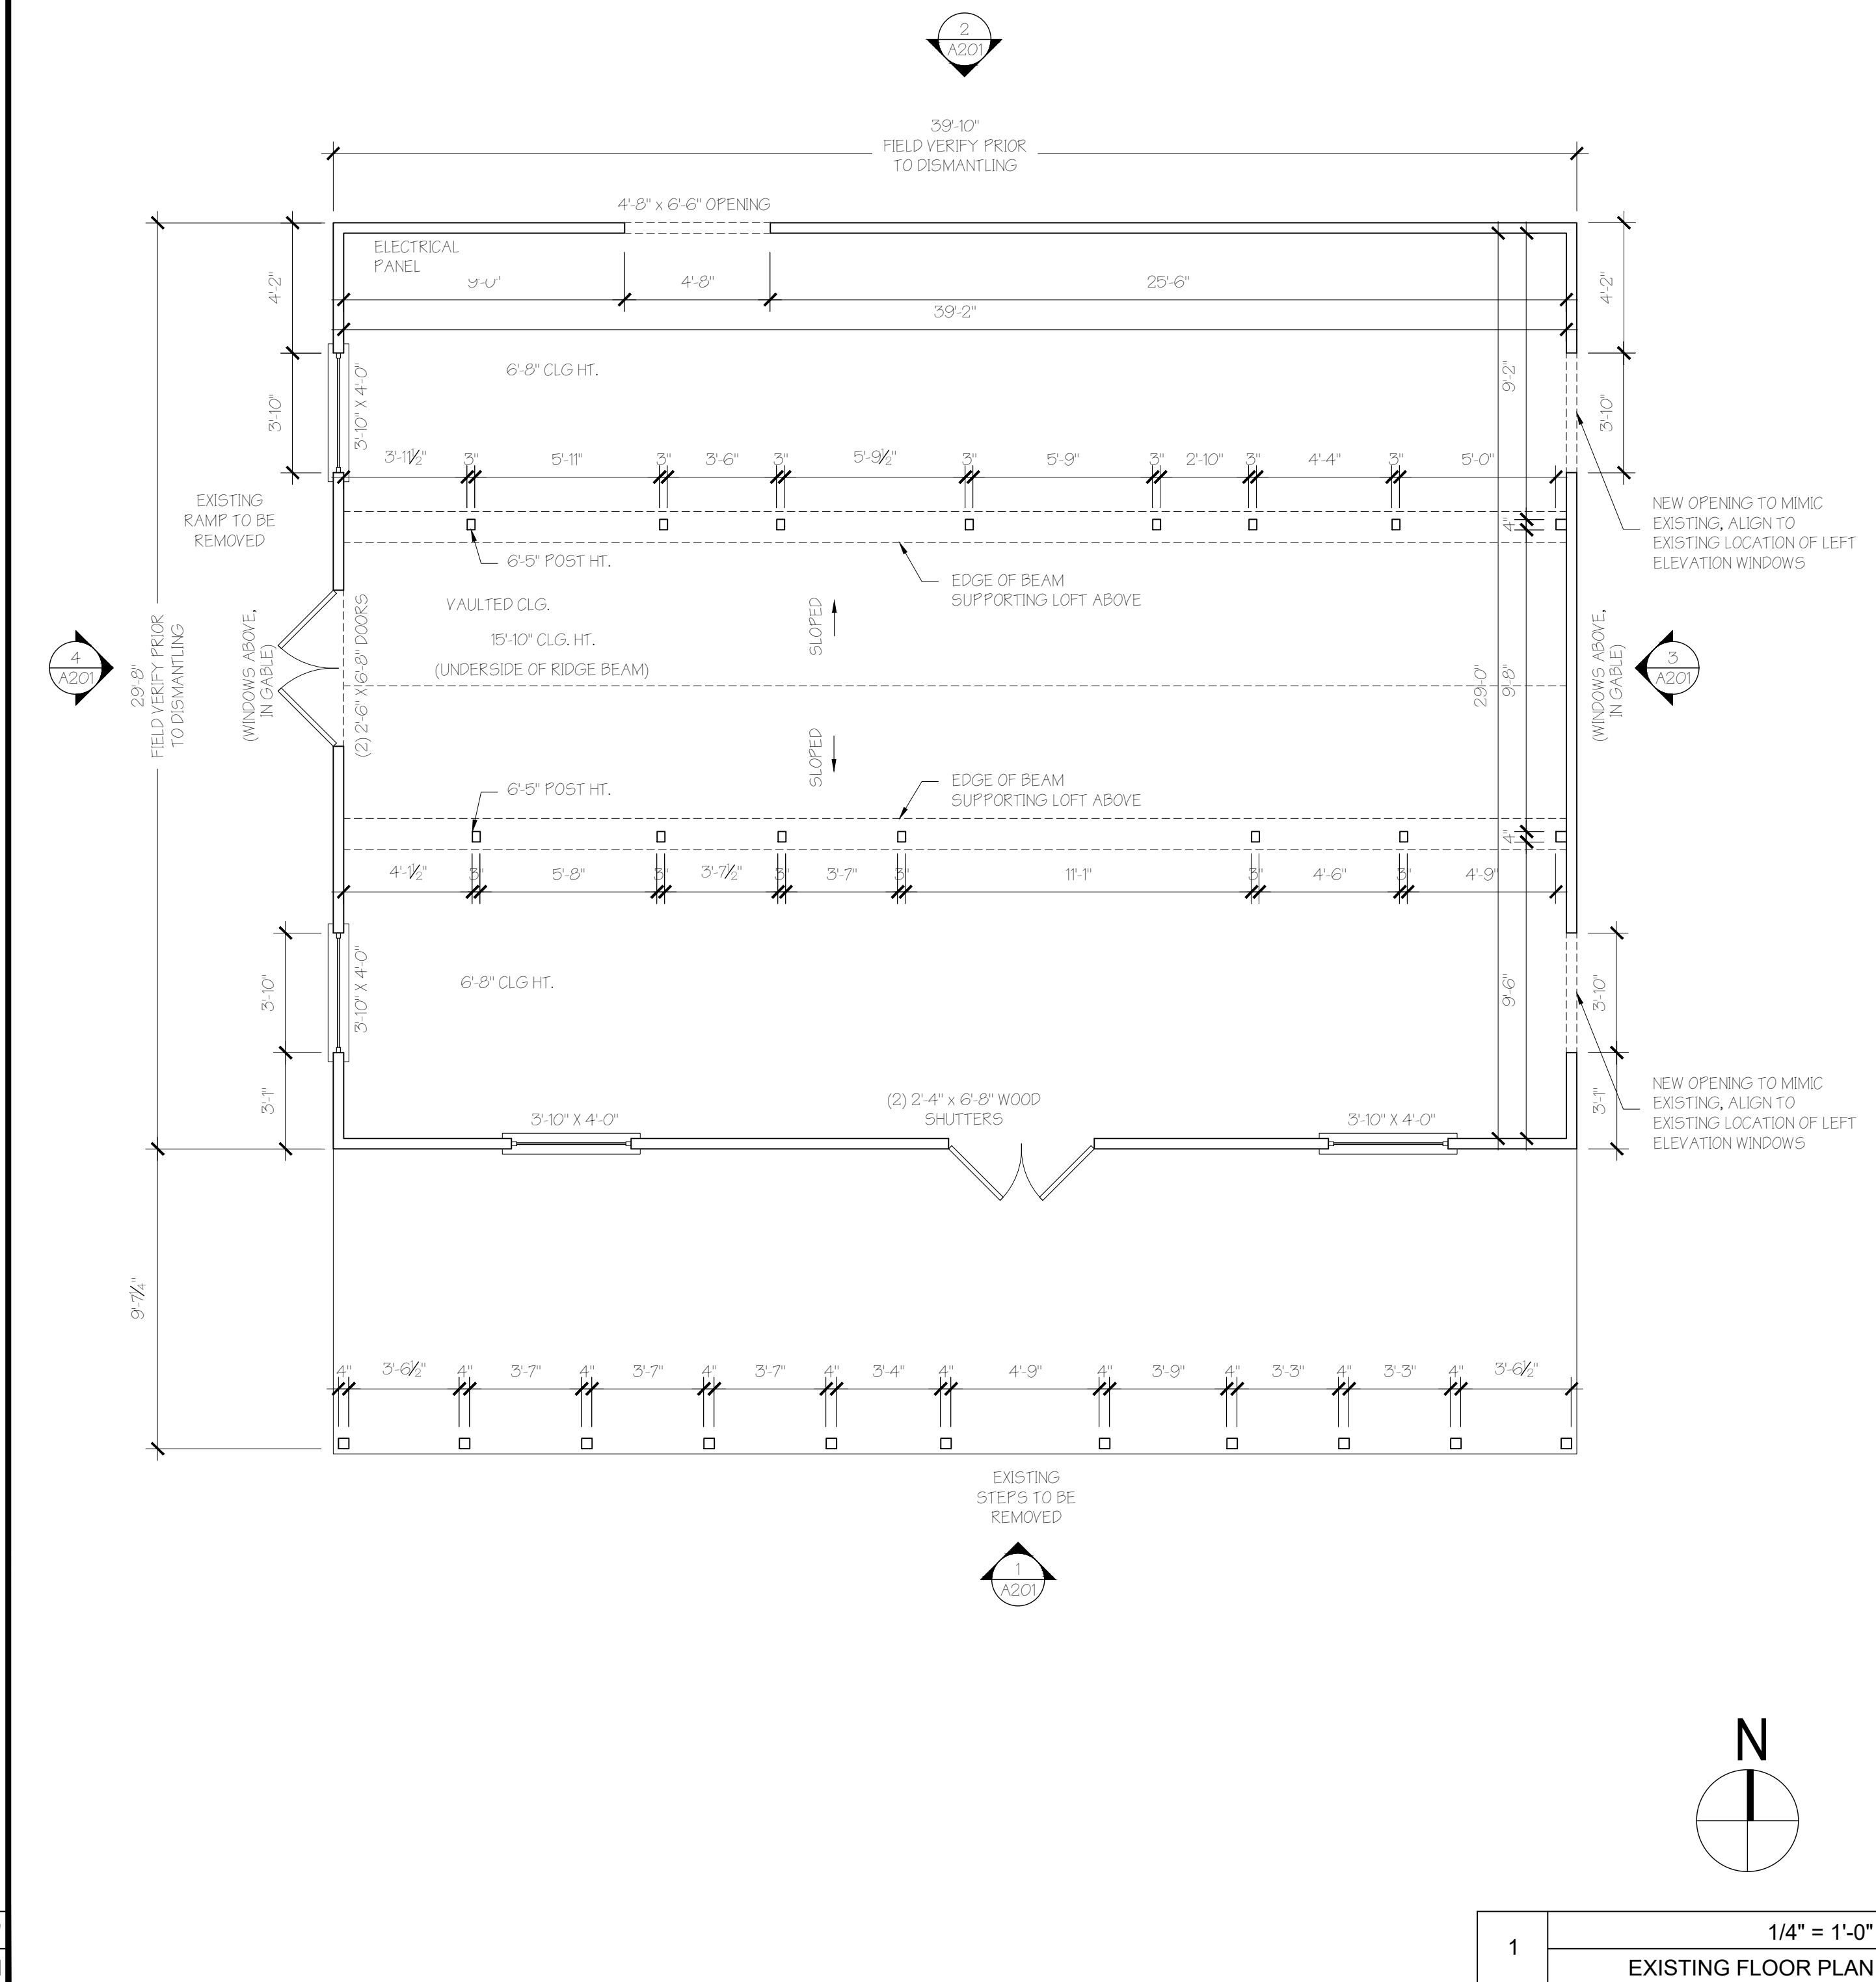 2
A201
39'-10"
FIELD VERIFY PRIOR
TO DISMANTLING
4'-8" x 6'-6" OPENING
ELECTRICAL
PANEL
9'-0"
4'-8"
25'-6"
39'-2"
4'-2"
3'-10"
3'-10" X 4'-0"
6'-8" CLG HT.
4'-2"
3'-10"
9'-2"
3'-11½"
3"
5'-11"
3"
3'-6"
3"
5'-9½"
3"
5'-9"
3"
2'-10"
3"
4'-4"
3"
5'-0"
EXISTING
RAMP TO BE
REMOVED
NEW OPENING TO MIMIC
EXISTING, ALIGN TO
EXISTING LOCATION OF LEFT
ELEVATION WINDOWS
4"
6'-5" POST HT.
EDGE OF BEAM
SUPPORTING LOFT ABOVE
VAULTED CLG.
15'-10" CLG. HT.
(UNDERSIDE OF RIDGE BEAM)
SLOPED
SLOPED
4
A201
29'-8"
FIELD VERIFY PRIOR
TO DISMANTLING
(WINDOWS ABOVE,
IN GABLE)
(2) 2'-6" X 6'-8" DOORS
29'-0"
9'-8"
(WINDOWS ABOVE,
IN GABLE)
3
A201
6'-5" POST HT.
EDGE OF BEAM
SUPPORTING LOFT ABOVE
4"
4'-1½"
3"
5'-8"
3"
3'-7½"
3"
3'-7"
3"
11'-1"
3"
4'-6"
3"
4'-9"
3'-10"
3'-10" X 4'-0"
6'-8" CLG HT.
9'-6"
3'-10"
3'-1"
3'-1"
NEW OPENING TO MIMIC
EXISTING, ALIGN TO
EXISTING LOCATION OF LEFT
ELEVATION WINDOWS
3'-10" X 4'-0"
(2) 2'-4" x 6'-8" WOOD
SHUTTERS
3'-10" X 4'-0"
9'-7¼"
4"
3'-6½"
4"
3'-7"
4"
3'-7"
4"
3'-7"
4"
3'-4"
4"
4'-9"
4"
3'-9"
4"
3'-3"
4"
3'-3"
4"
3'-6½"
EXISTING
STEPS TO BE
REMOVED
1
A201
N
1
1/4" = 1'-0"
EXISTING FLOOR PLAN